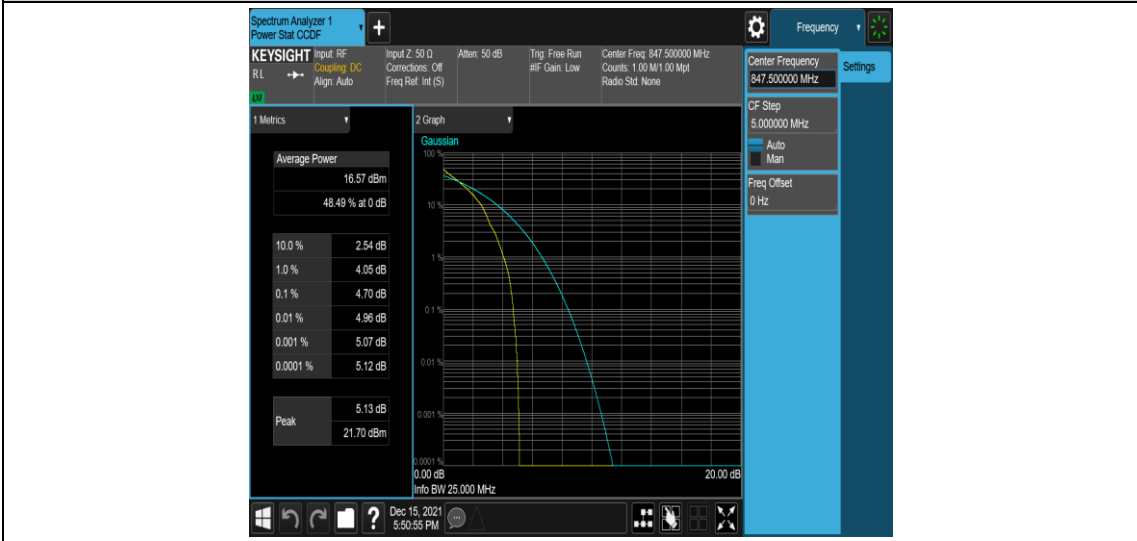 Spectrum Analyzer 1
Power Stat CCDF
+
Frequency
KEYSIGHT
R L
LM
Input: RF
Coupling: DC
Align: Auto
Input Z: 50 Ω
Corrections: Off
Freq Ref: Int (S)
Atten: 50 dB
Trig: Free Run
#IF Gain: Low
Center Freq: 847.500000 MHz
Counts: 1.00 M/1.00 Mpt
Radio Std: None
Center Frequency
847.500000 MHz
Settings
CF Step
5.000000 MHz
Auto
Man
Freq Offset
0 Hz
1 Metrics
Average Power
16.57 dBm
48.49 % at 0 dB
10.0 % 2.54 dB
1.0 % 4.05 dB
0.1 % 4.70 dB
0.01 % 4.96 dB
0.001 % 5.07 dB
0.0001 % 5.12 dB
Peak
5.13 dB
21.70 dBm
2 Graph
Gaussian
100 %
10 %
1 %
0.1 %
0.01 %
0.001 %
0.0001 %
0.00 dB 20.00 dB
Info BW 25.000 MHz
?
Dec 15, 2021
5:50:55 PM